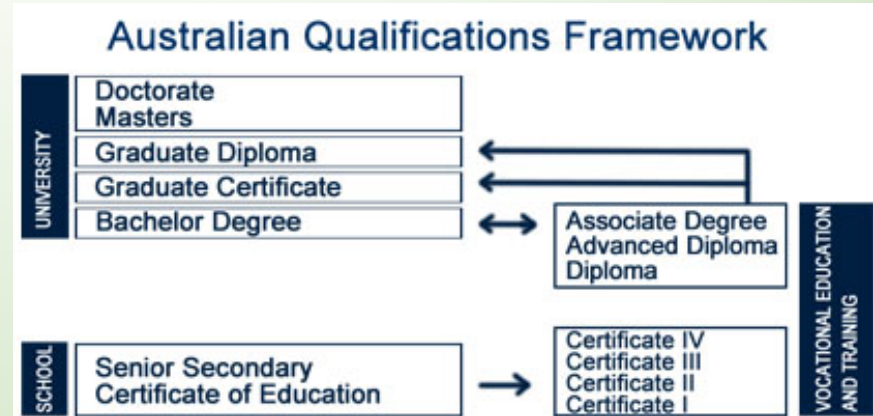 Australian Qualifications Framework
UNIVERSITY
Doctorate
Masters
Graduate Diploma
Graduate Certificate
Bachelor Degree
Associate Degree
Advanced Diploma
Diploma
VOCATIONAL EDUCATION
AND TRAINING
SCHOOL
Senior Secondary
Certificate of Education
Certificate IV
Certificate III
Certificate II
Certificate I